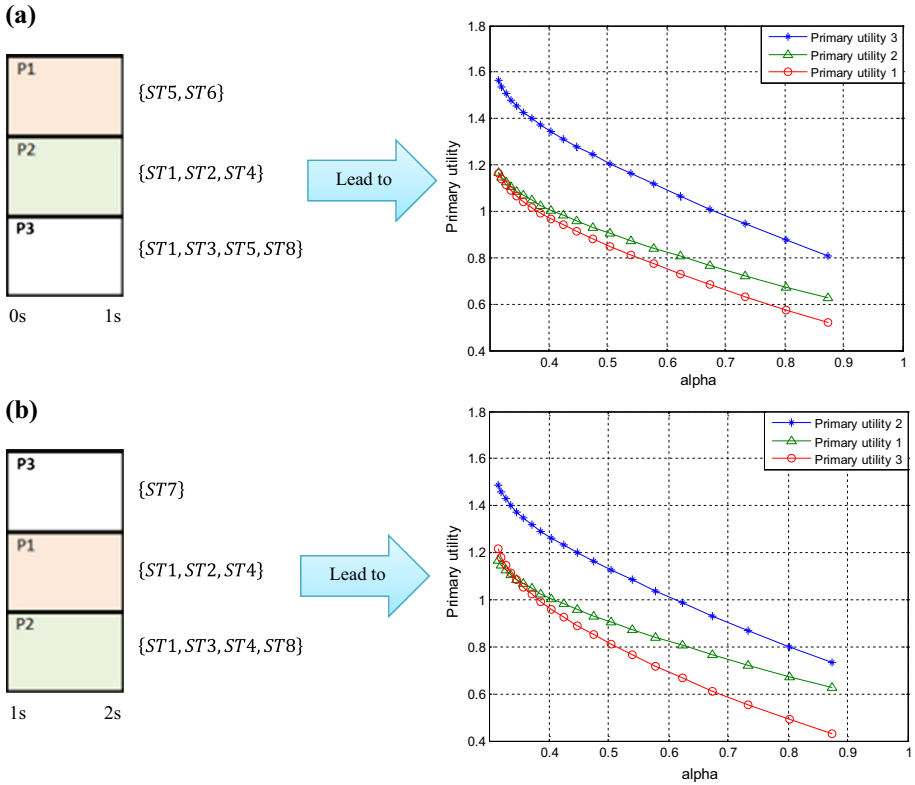 (a)
P1
{ST5, ST6}
P2
{ST1, ST2, ST4}
P3
{ST1, ST3, ST5, ST8}
0s 1s
Lead to
Primary utility
1.8
1.6
1.4
1.2
1
0.8
0.6
0.4
0.4 0.5 0.6 0.7 0.8 0.9 1
alpha
Primary utility 3
Primary utility 2
Primary utility 1
(b)
P3
{ST7}
P1
{ST1, ST2, ST4}
P2
{ST1, ST3, ST4, ST8}
1s 2s
Lead to
Primary utility
1.8
1.6
1.4
1.2
1
0.8
0.6
0.4
0.4 0.5 0.6 0.7 0.8 0.9 1
alpha
Primary utility 2
Primary utility 1
Primary utility 3